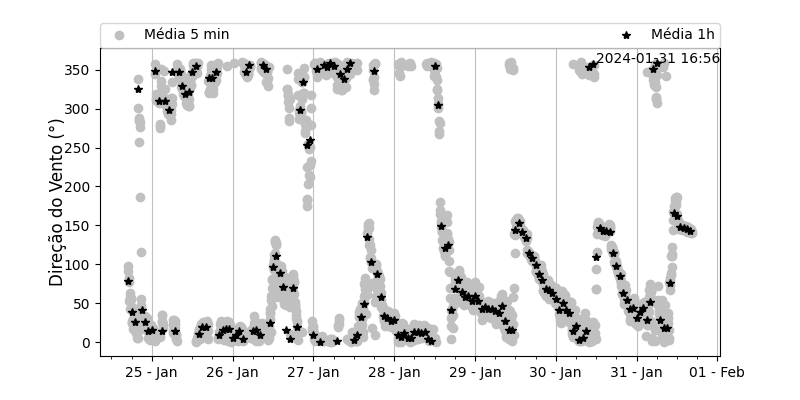 Média 5 min
Média 1h
2024-01-31 16:56
Direção do Vento (°)
350
300
250
200
150
100
50
0
25 - Jan
26 - Jan
27 - Jan
28 - Jan
29 - Jan
30 - Jan
31 - Jan
01 - Feb